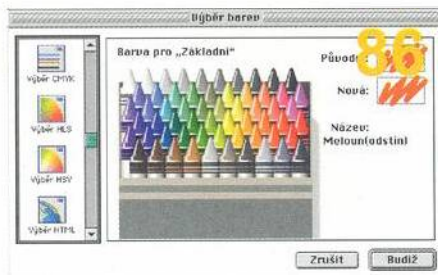 Výběr barev
Barva pro „Základní“
Původní
86
Nová:
Název:
Meloun(odstín)
Výběr CMYK
Výběr HLS
Výběr HSV
Výběr HTML
Zrušit
Budiž